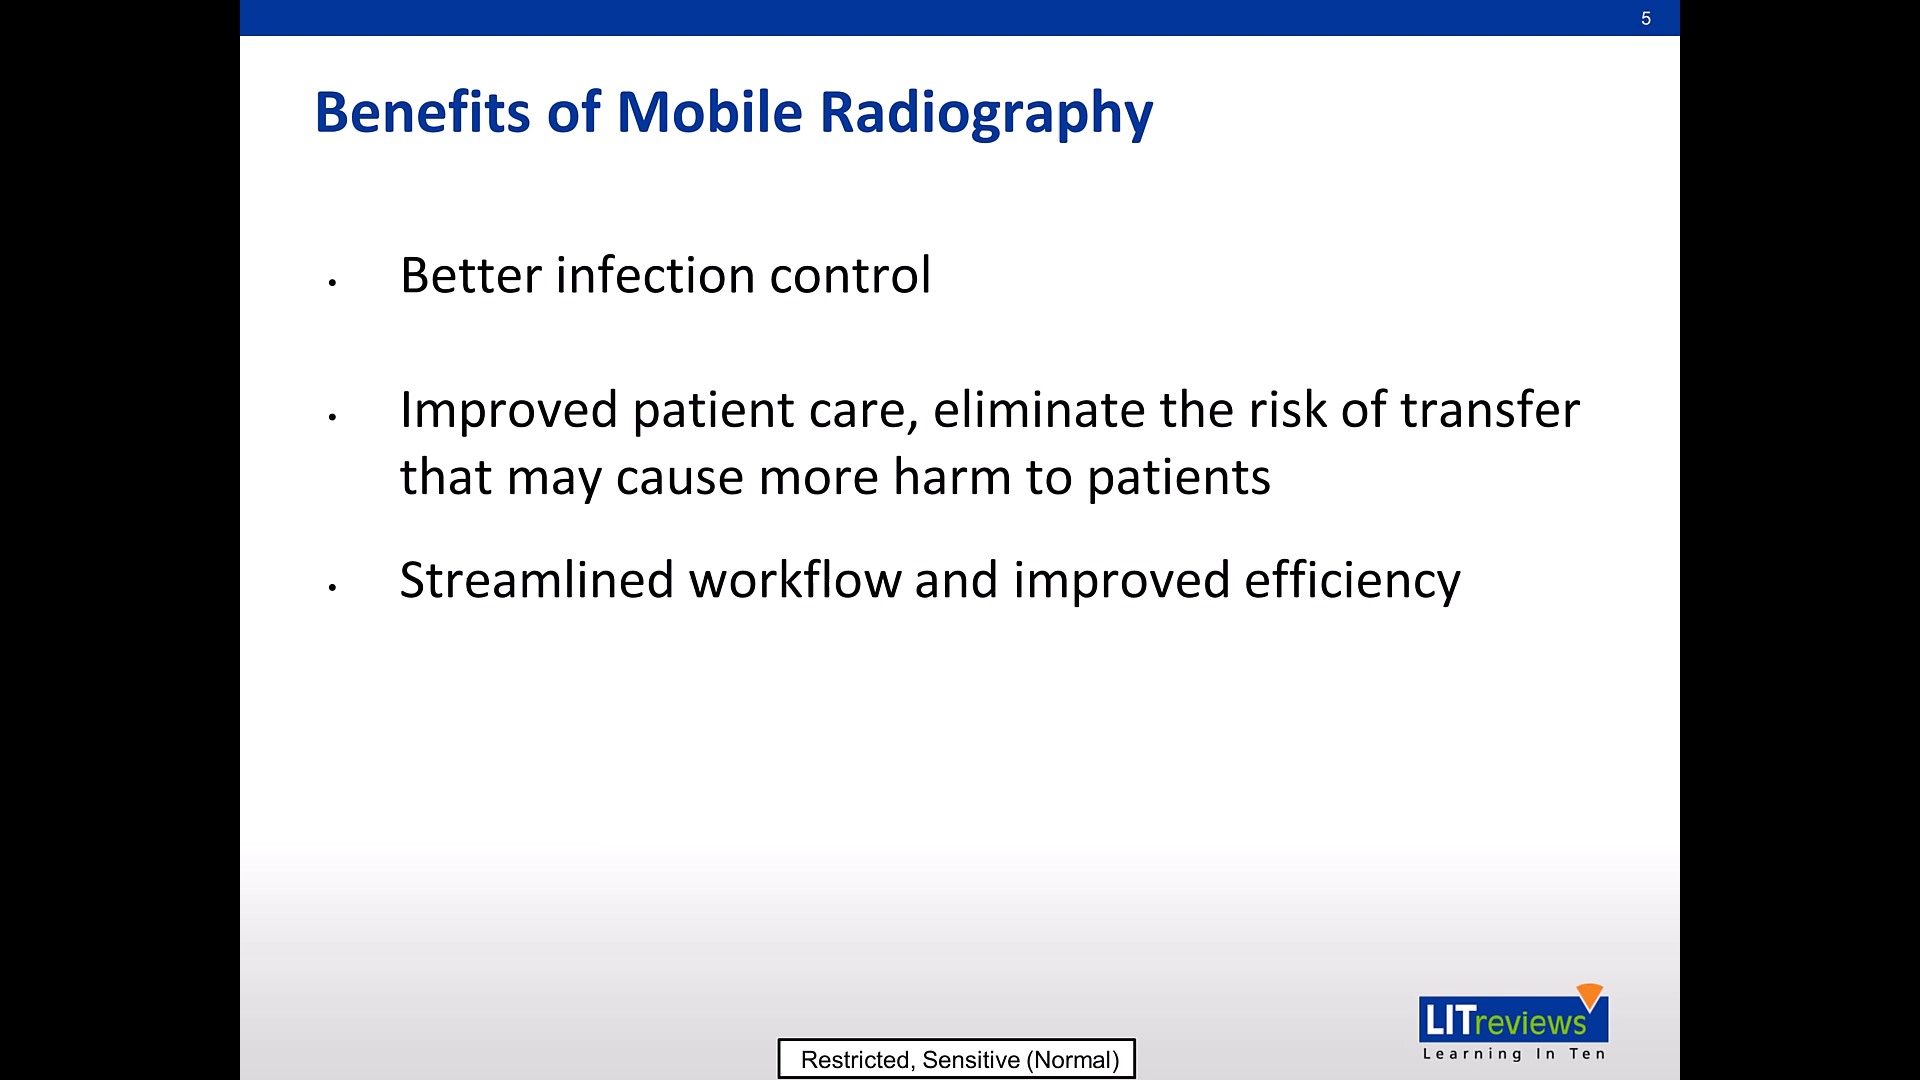 5
Benefits of Mobile Radiography
• Better infection control
• Improved patient care, eliminate the risk of transfer
that may cause more harm to patients
• Streamlined workflow and improved efficiency
LITreviews
Learning In Ten
Restricted, Sensitive (Normal)